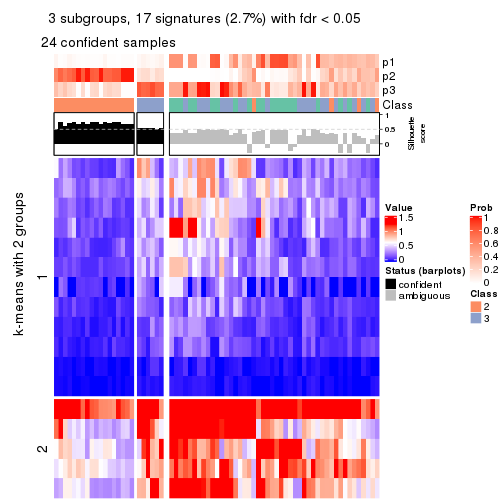 3 subgroups, 17 signatures (2.7%) with fdr < 0.05
24 confident samples
p1
p2
p3
Class
1
0.5
0
Silhouette
score
k-means with 2 groups
1
2
Value
1.5
1
0.5
Status (barplots)
confident
ambiguous
Prob
1
0.8
0.6
0.4
0.2
0
Class
2
3